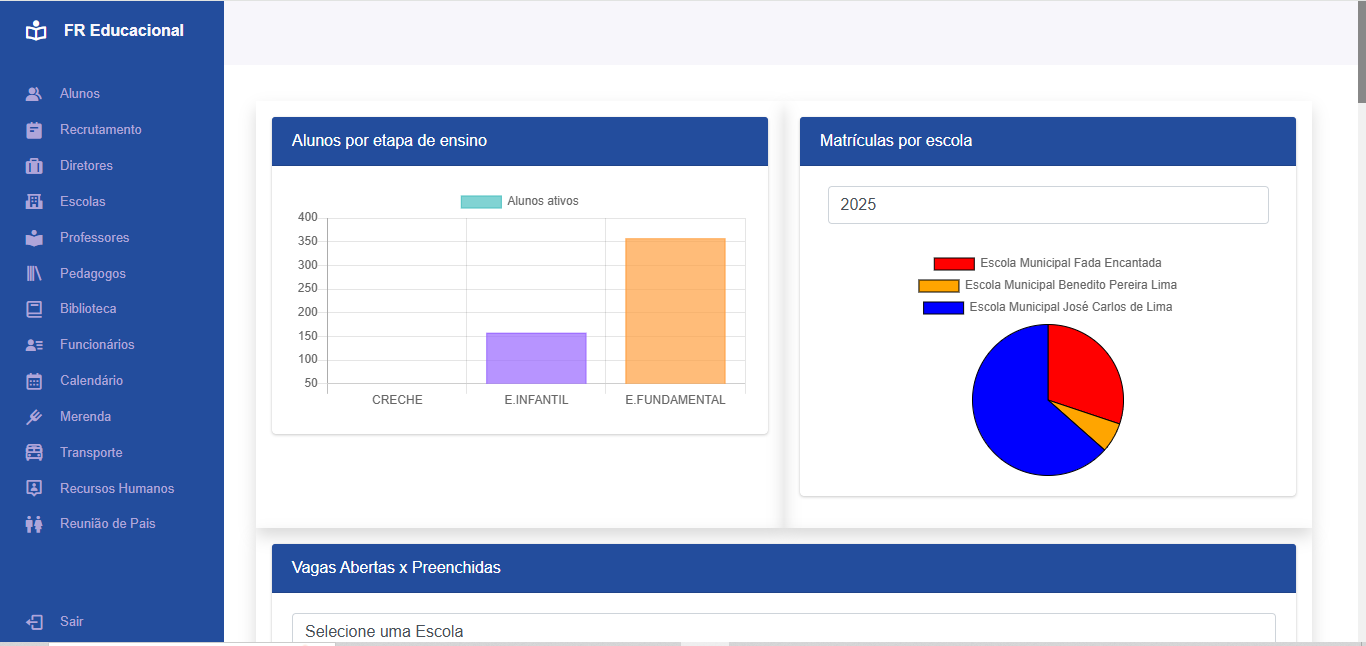 FR Educacional
Alunos
Recrutamento
Diretores
Escolas
Professores
Pedagogos
Biblioteca
Funcionários
Calendário
Merenda
Transporte
Recursos Humanos
Reunião de Pais
Sair
Alunos por etapa de ensino
Alunos ativos
400
350
300
250
200
150
100
50
CRECHE E.INFANTIL E.FUNDAMENTAL
Matrículas por escola
2025
Escola Municipal Fada Encantada
Escola Municipal Benedito Pereira Lima
Escola Municipal José Carlos de Lima
Vagas Abertas x Preenchidas
Selecione uma Escola